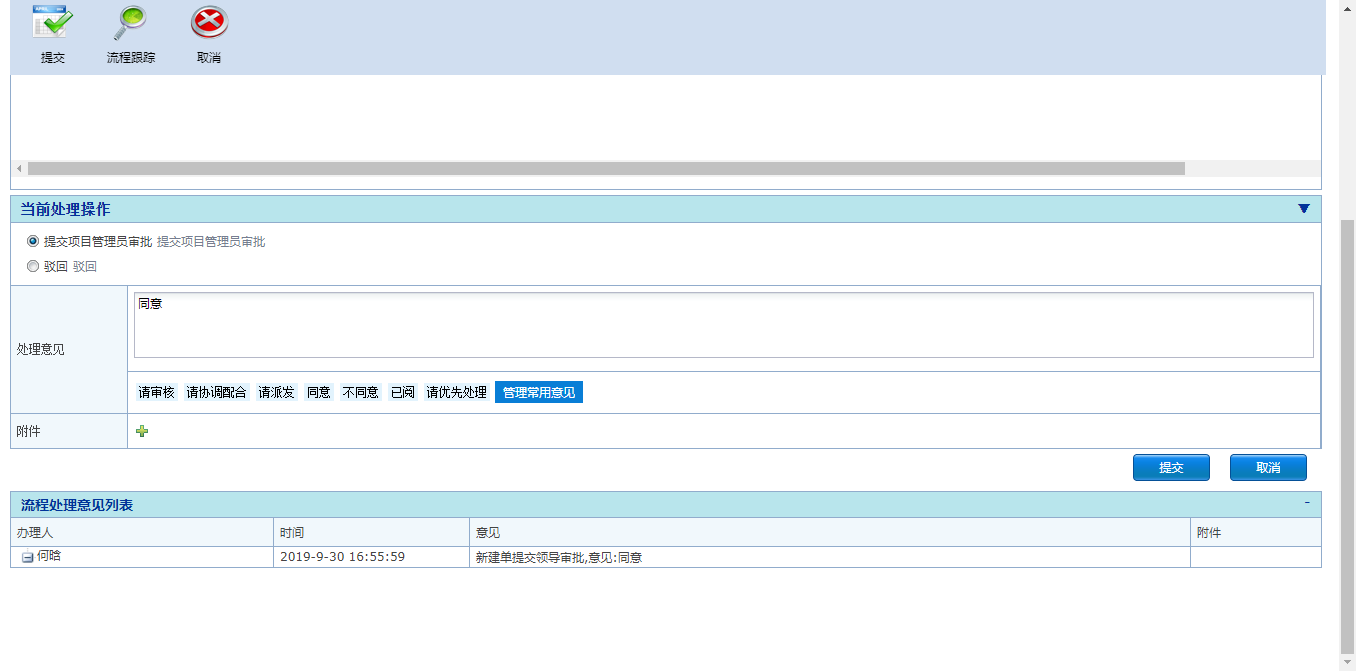 提交 流程跟踪 取消
当前处理操作
提交项目管理员审批 提交项目管理员审批
驳回 驳回
处理意见
同意
请审核 请协调配合 请派发 同意 不同意 已阅 请优先处理 管理常用意见
附件
提交 取消
流程处理意见列表
办理人 时间 意见 附件
何晗 2019-9-30 16:55:59 新建单提交领导审批,意见:同意